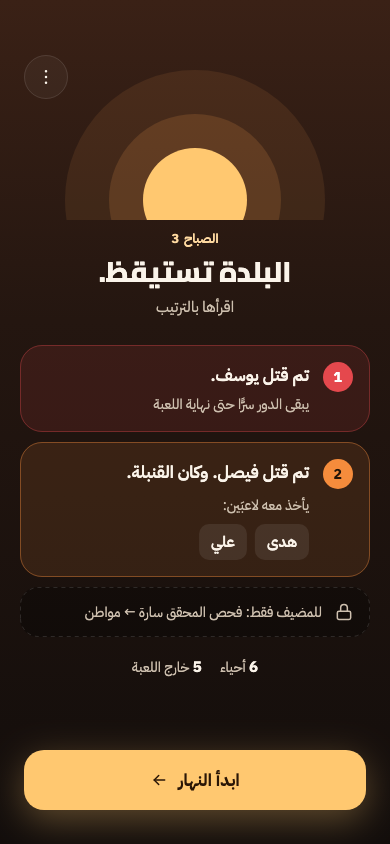 الصباح 3
البلدة تستيقظ.
اقرأها بالترتيب
1
تم قتل يوسف.
يبقى الدور سرًّا حتى نهاية اللعبة
2
تم قتل فيصل. وكان القنبلة.
يأخذ معه لاعبَين:
هدى
علي
للمضيف فقط: فحص المحقق سارة ← مواطن
6 أحياء 5 خارج اللعبة
ابدأ النهار ←